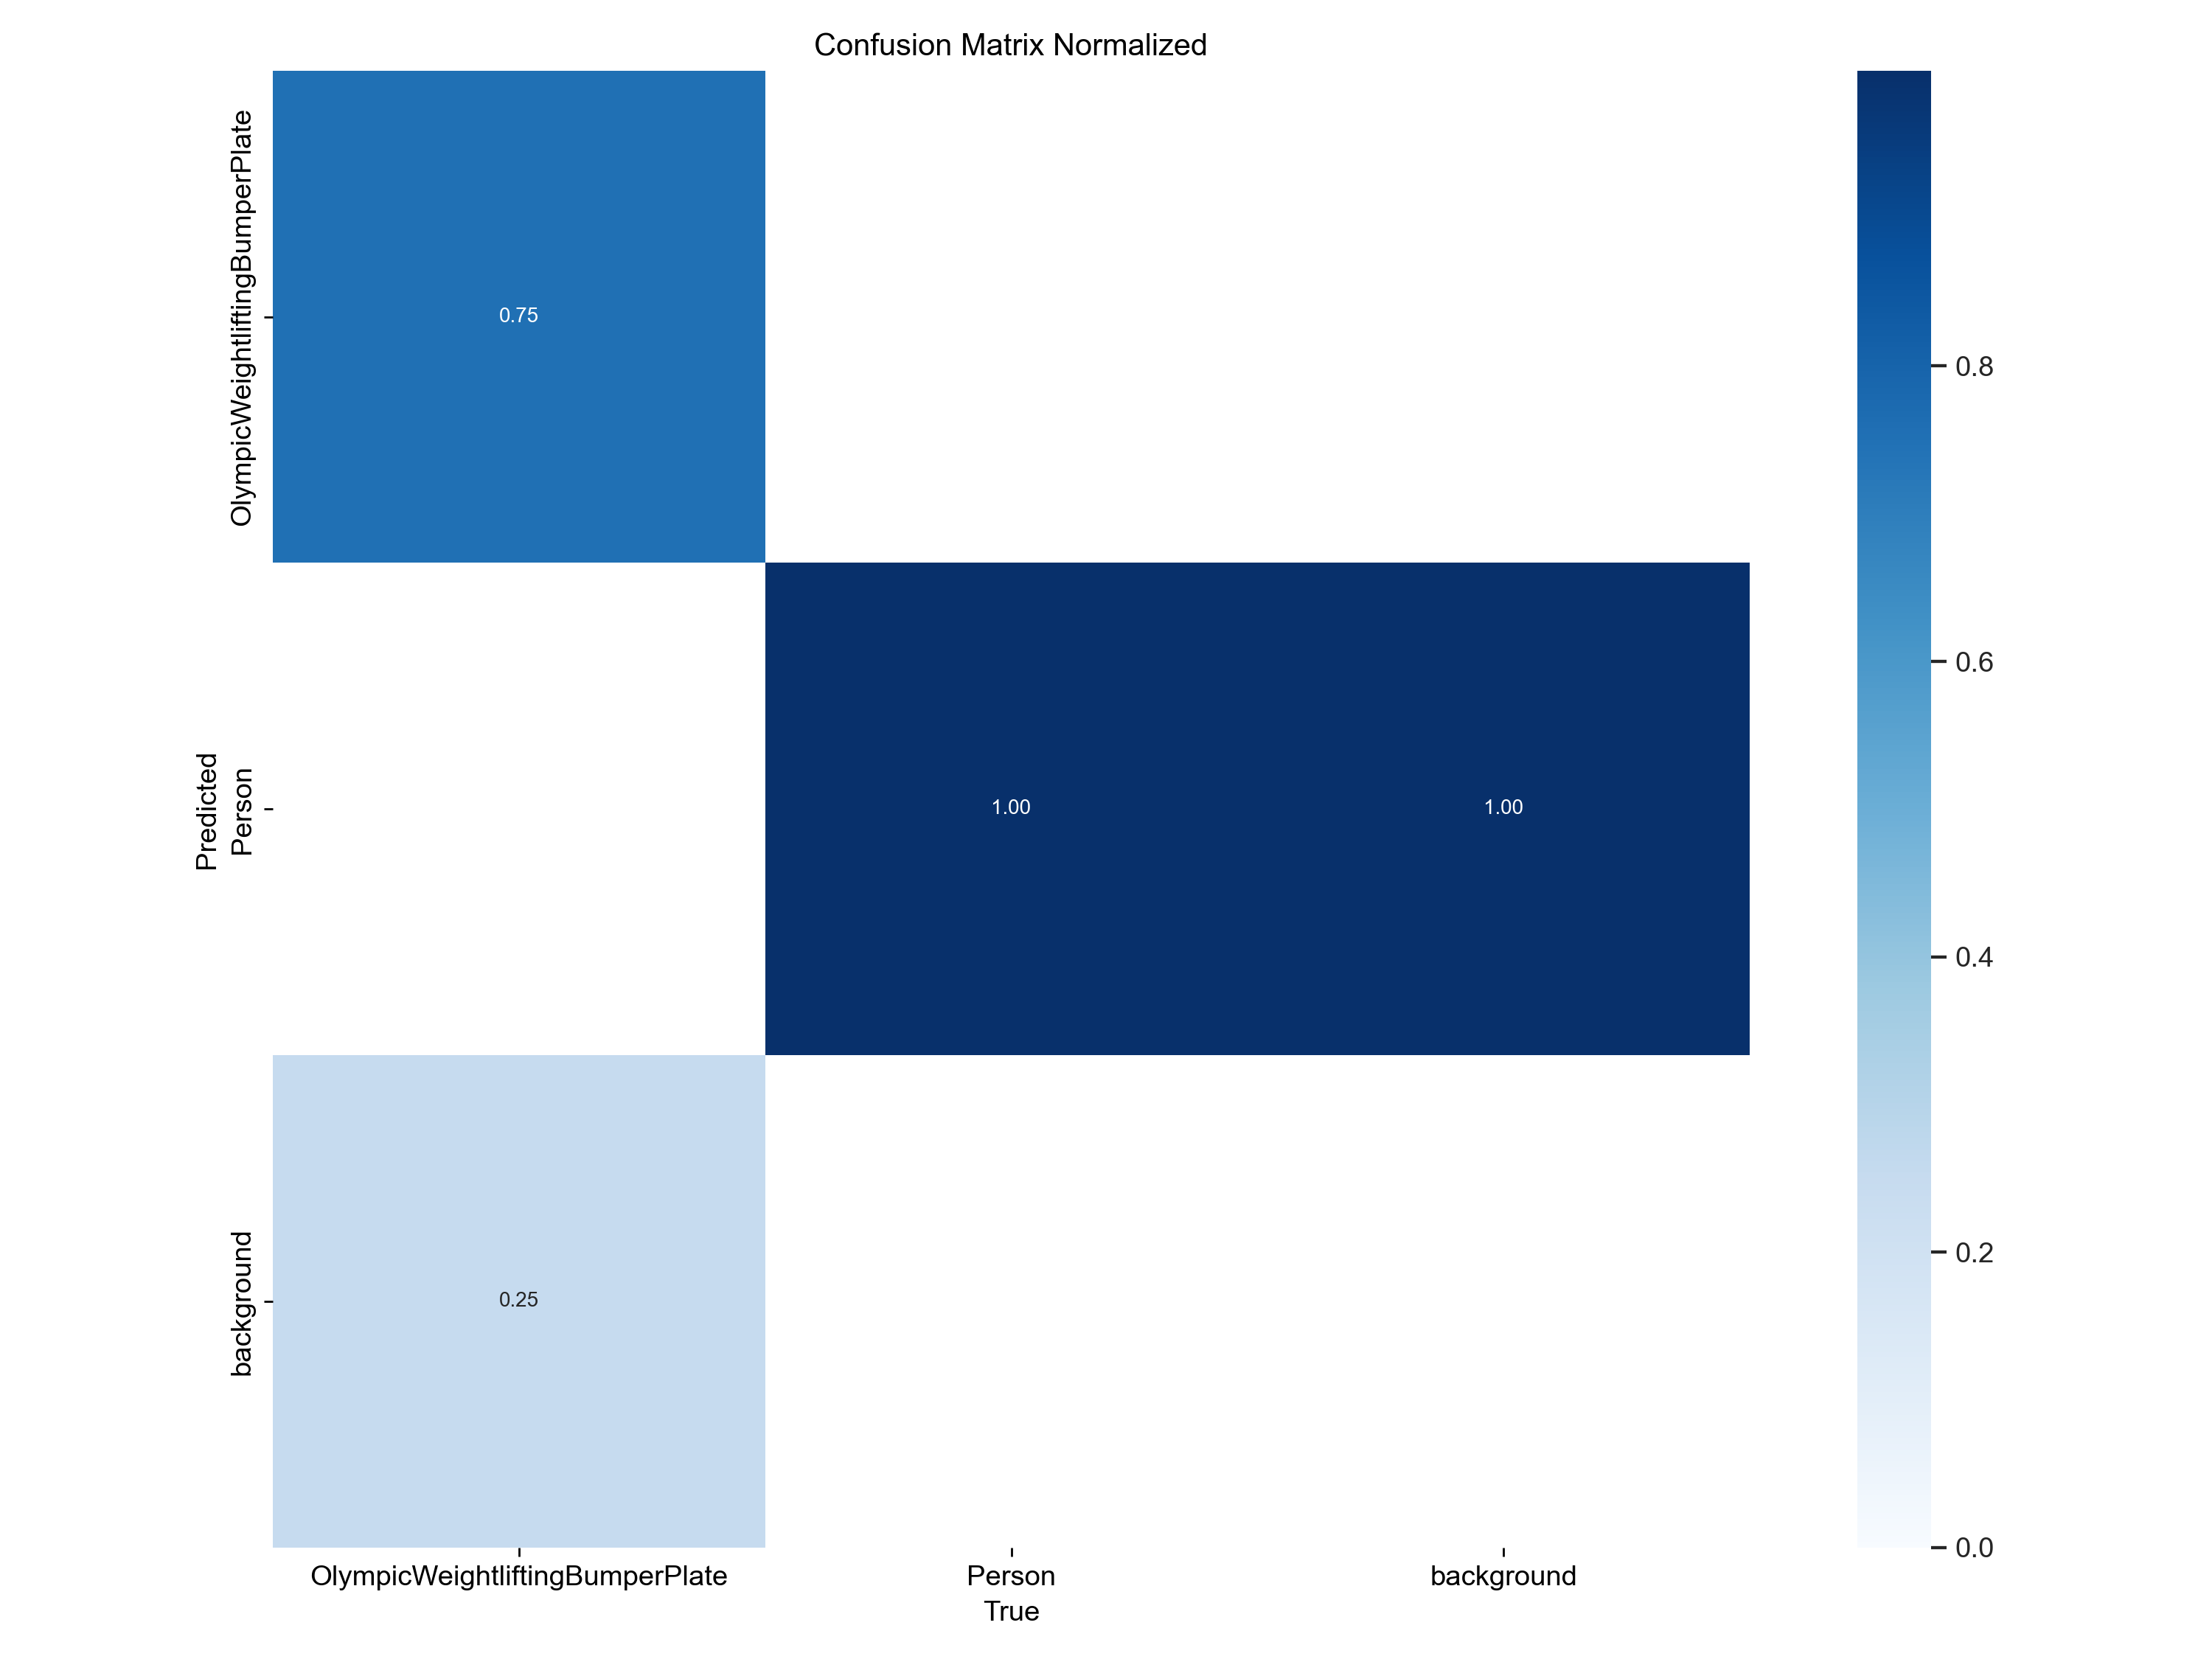 Confusion Matrix Normalized
OlympicWeightliftingBumperPlate
Person
background
Predicted
0.75
1.00
1.00
0.25
OlympicWeightliftingBumperPlate
Person
background
True
0.8
0.6
0.4
0.2
0.0